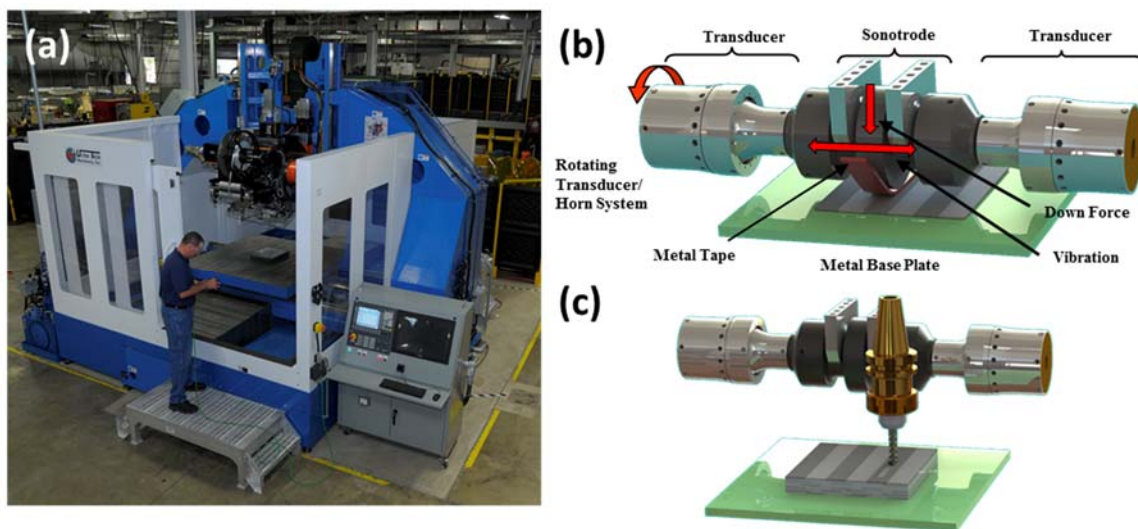 (a)
(b)
Transducer
Sonotrode
Transducer
Rotating
Transducer/
Horn System
Metal Tape
Metal Base Plate
Down Force
Vibration
(c)